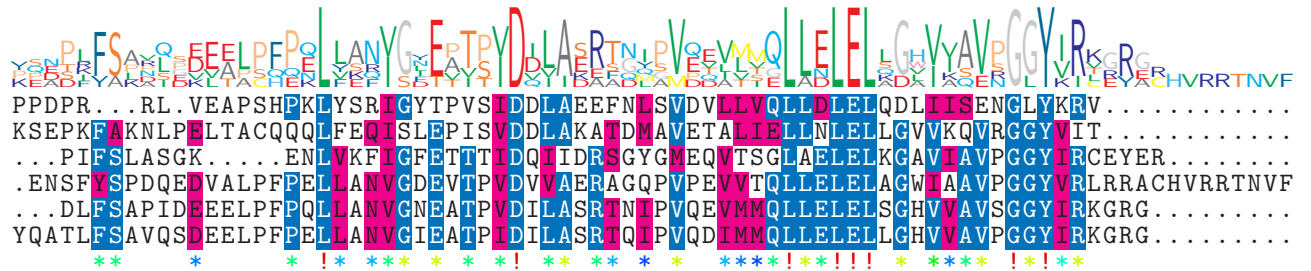 PPDPR...RL.VEAPSHPKLYSRIGYTPVSIDDLAEEFNLSVDVLLVQLLDLELQDLIISENGLYKRV............
KSEPKFAKNLPELTACQQQLFEQISLEPISVDDLAKATDMAVETALIELLNLELLGVVKQVRGGYVIT............
...PIFSLASGK.....ENLVKFIGFETTTIDQIIDRSGYGMEQVTSGLAELELKGAVIAVPGGYIRCEYER........
.ENSFYSPDQEDVALPFPELLANVGDEVTPVDVVAERAGQPVPEVVTQLLELELAGWIAAVPGGYVRLRRACHVRRTNVF
...DLFSAPIDEEELPFPQLLANVGNEATPVDILASRTNIPVQEVMMQLLELELSGHVVAVSGGYIRKGRG.........
YQATLFSAVQSDEELPFPELLANVGIEATPIDILASRTQIPVQDIMMQLLELELLGHVVAVPGGYIRKGRG.........